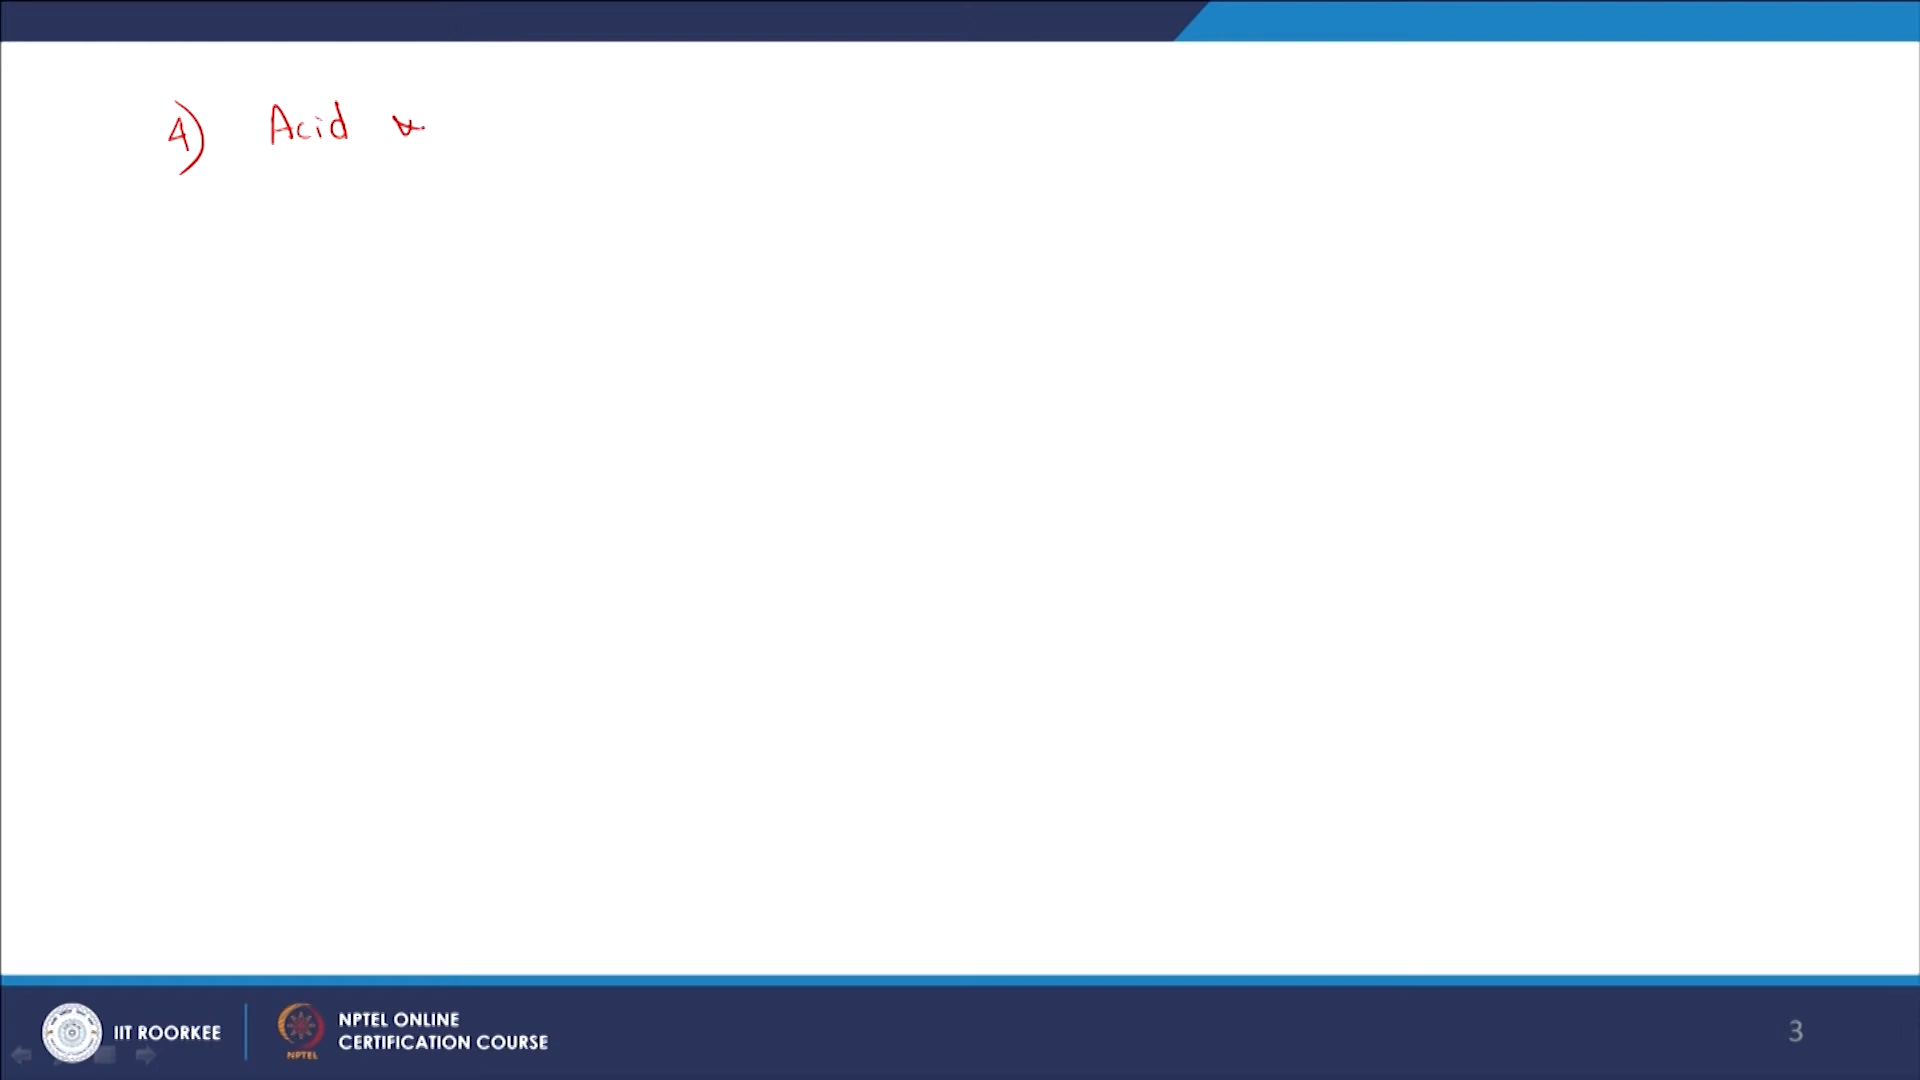 4) Acid &
IIT ROORKEE
NPTEL
NPTEL ONLINE
CERTIFICATION COURSE
3